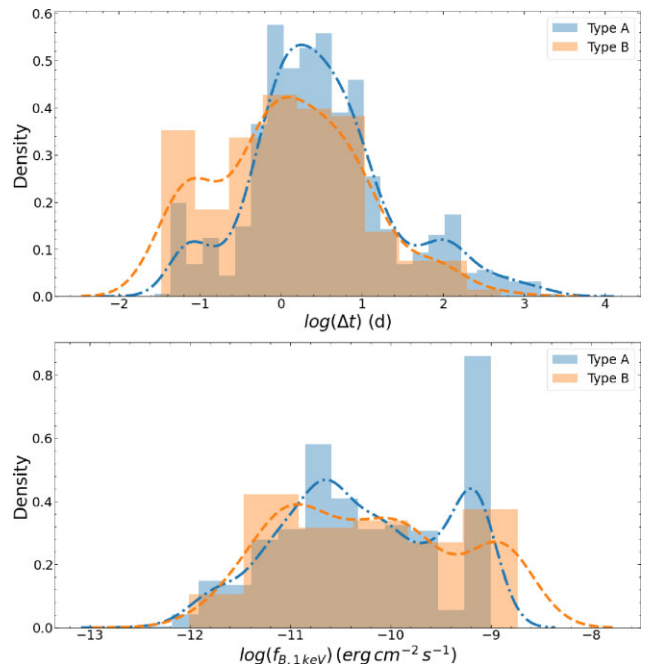 0.6
0.5
0.4
0.3
0.2
0.1
0.0
Density
Type A
Type B
-2 -1 0 1 2 3 4
log(Δt) (d)
0.8
0.6
0.4
0.2
0.0
Density
Type A
Type B
-13 -12 -11 -10 -9 -8
log(f_{B, 1 keV}) (erg cm⁻² s⁻¹)